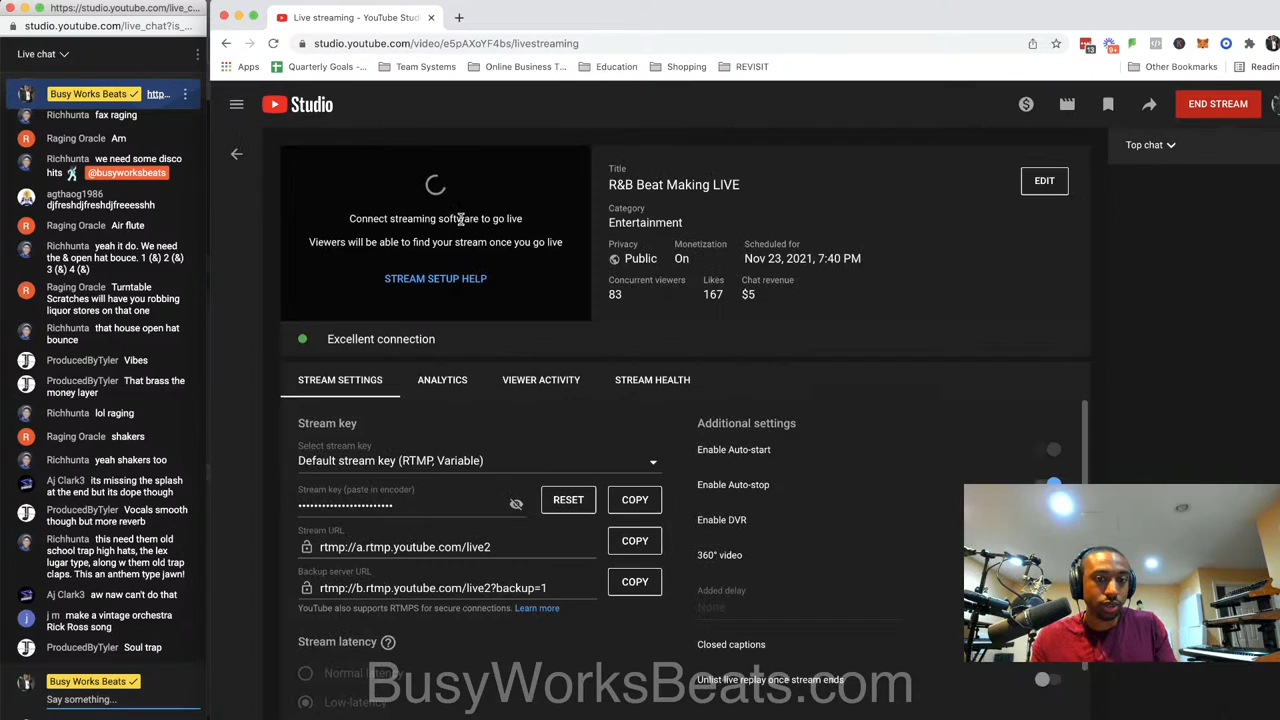 https://studio.youtube.com/live_c...
studio.youtube.com/live_chat?is_...
Live chat
Busy Works Beats http...
Richhunta fax raging
Raging Oracle Am
Richhunta we need some disco
hits @busyworksbeats
agthaog1986
djfreshdjfreshdjfreeesshh
Raging Oracle Air flute
Richhunta yeah it do. We need
the & open hat bouce. 1 (&) 2 (&)
3 (&) 4 (&)
Raging Oracle Turntable
Scratches will have you robbing
liquor stores on that one
Richhunta that house open hat
bounce
ProducedByTyler Vibes
ProducedByTyler That brass the
money layer
Richhunta lol raging
Raging Oracle shakers
Richhunta yeah shakers too
Aj Clark3 its missing the splash
at the end but its dope though
ProducedByTyler Vocals smooth
though but more reverb
Richhunta this need them old
school trap high hats, the lex
lugar type, along w them old trap
claps. This an anthem type jawn!
Aj Clark3 aw naw can't do that
j m make a vintage orchestra
Rick Ross song
ProducedByTyler Soul trap
Busy Works Beats
Say something...
Live streaming - YouTube Stud
studio.youtube.com/video/e5pAXoYF4bs/livestreaming
Apps
Quarterly Goals -...
Team Systems
Online Business T...
Education
Shopping
REVISIT
Other Bookmarks
Readin
Studio
END STREAM
Connect streaming software to go live
Viewers will be able to find your stream once you go live
STREAM SETUP HELP
Title
R&B Beat Making LIVE
EDIT
Category
Entertainment
Privacy Monetization Scheduled for
Public On Nov 23, 2021, 7:40 PM
Concurrent viewers Likes Chat revenue
83 167 $5
Top chat
Excellent connection
STREAM SETTINGS ANALYTICS VIEWER ACTIVITY STREAM HEALTH
Stream key
Select stream key
Default stream key (RTMP, Variable)
Stream key (paste in encoder)
RESET COPY
Stream URL
rtmp://a.rtmp.youtube.com/live2
COPY
Backup server URL
rtmp://b.rtmp.youtube.com/live2?backup=1
COPY
YouTube also supports RTMPS for secure connections. Learn more
Stream latency
Normal latency
Low-latency
Additional settings
Enable Auto-start
Enable Auto-stop
Enable DVR
360° video
Added delay
None
Closed captions
Unlist live replay once stream ends
BusyWorksBeats.com